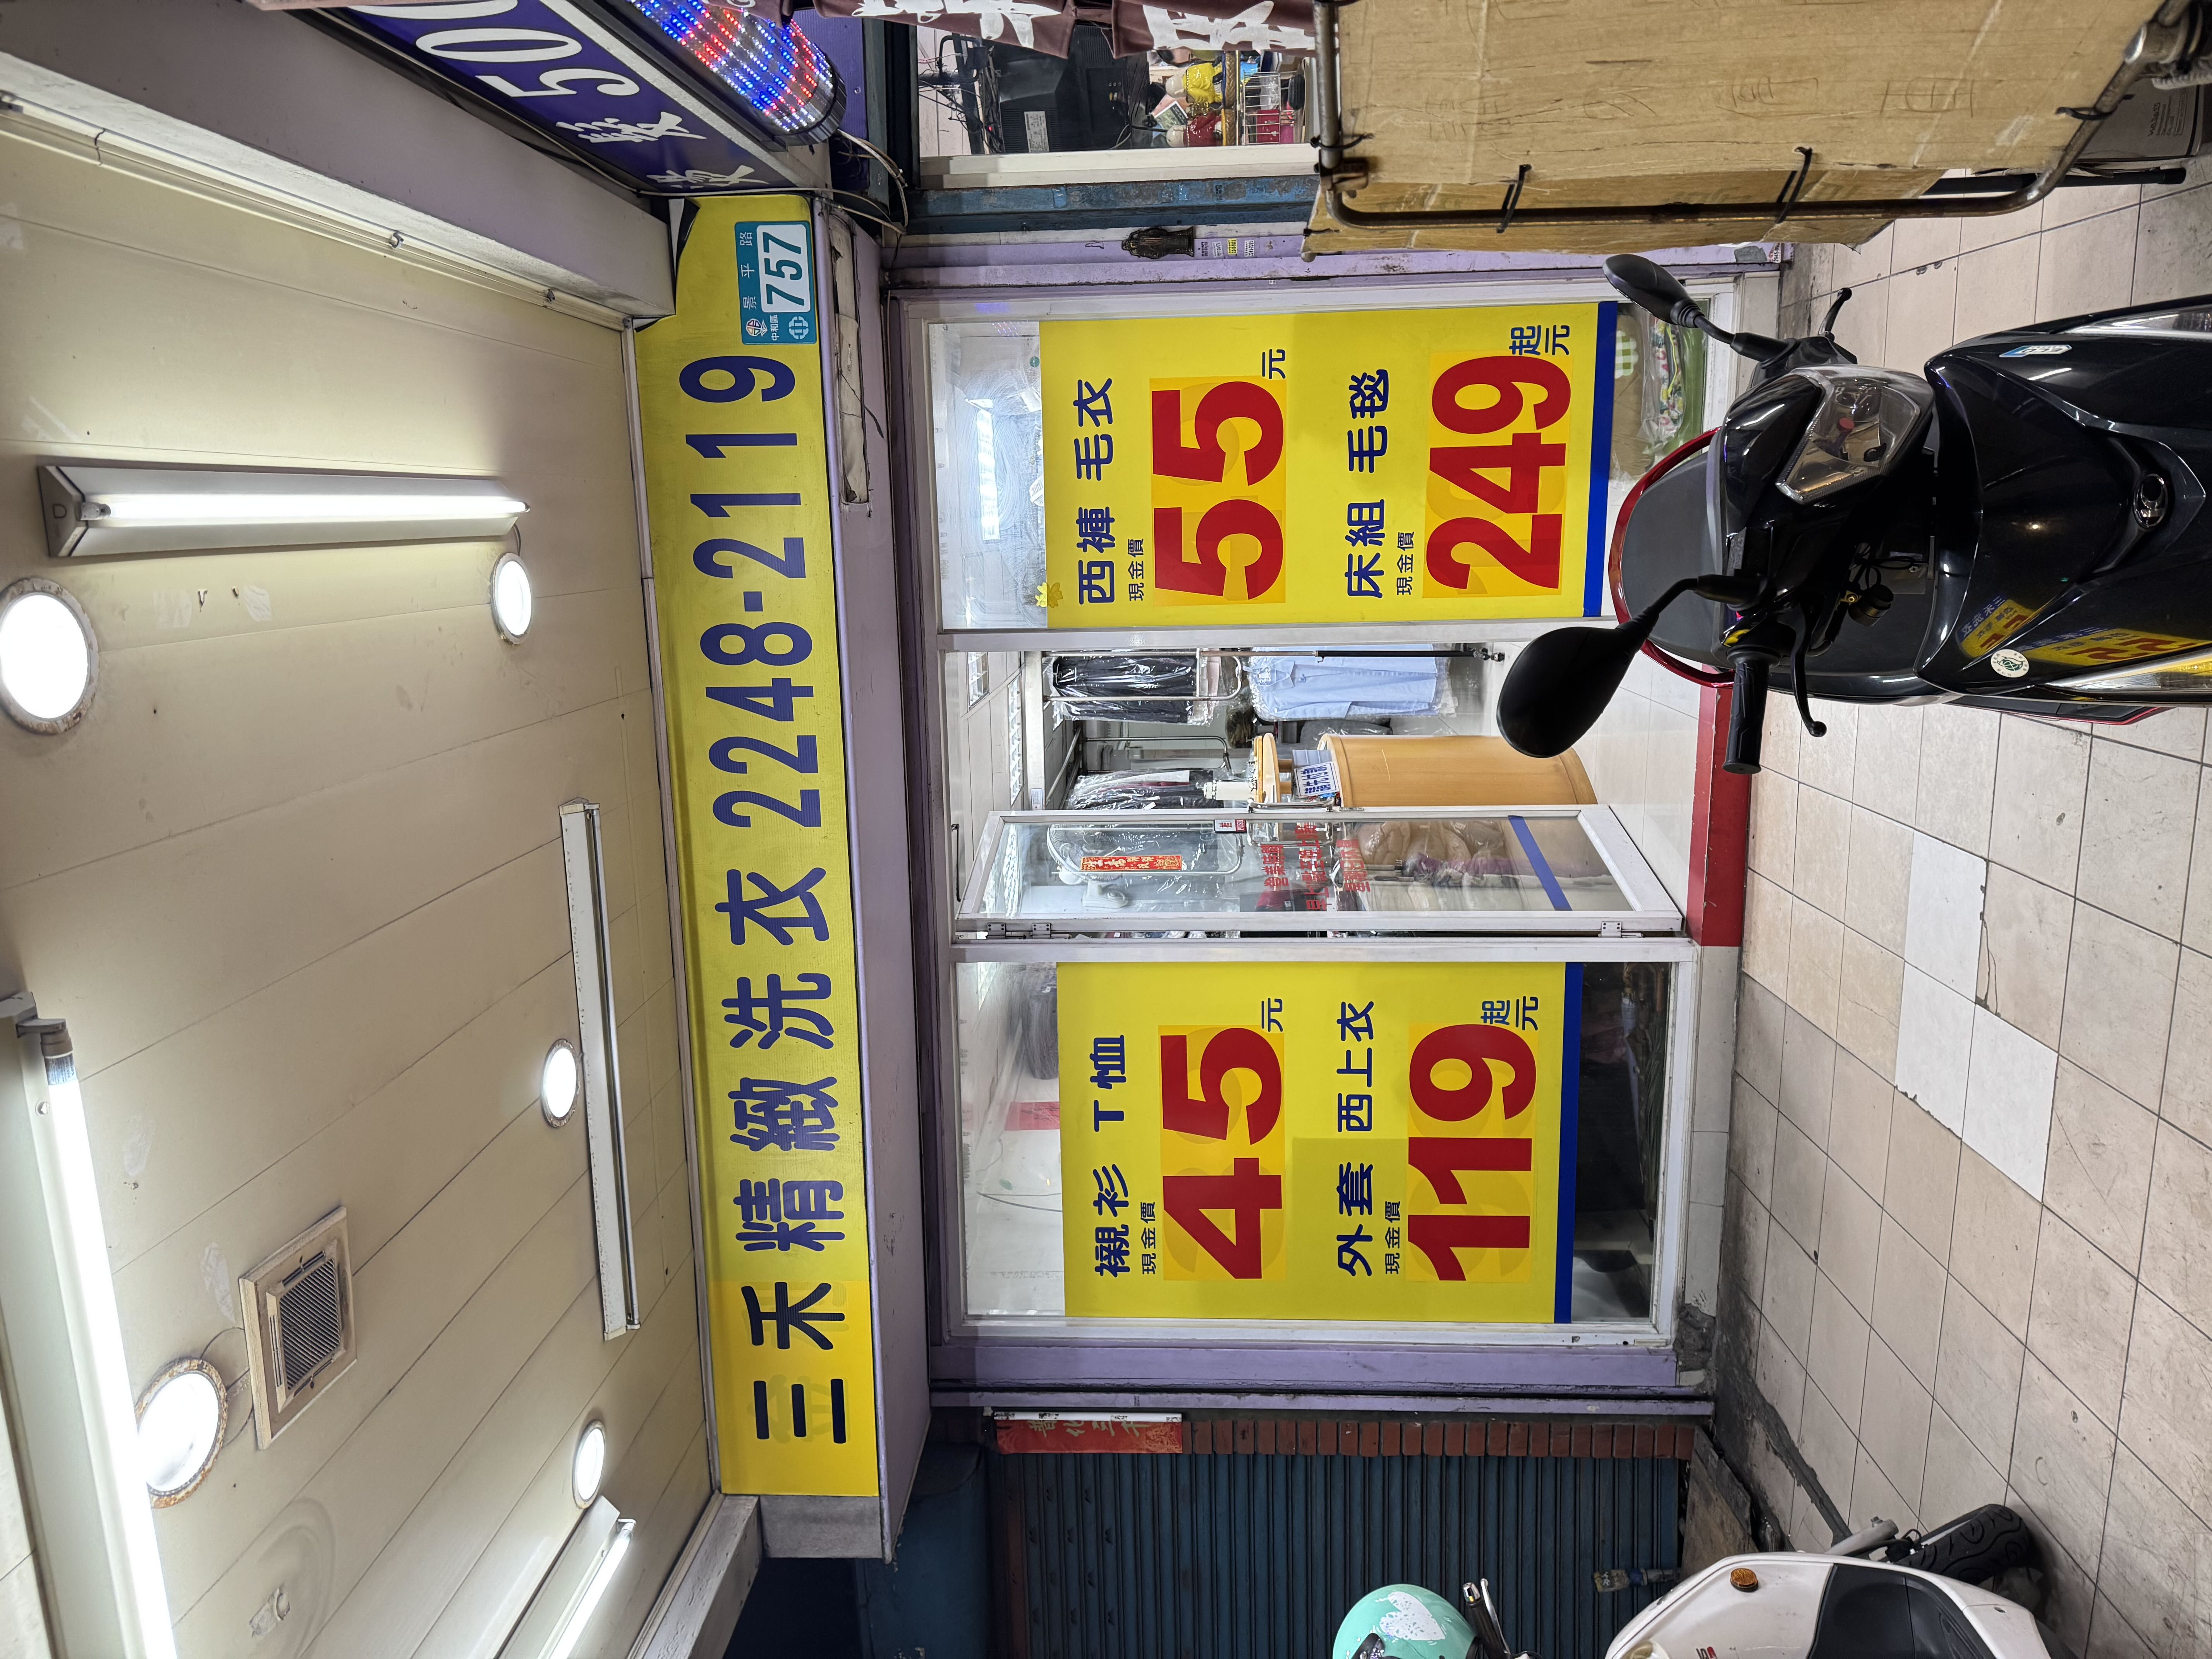 三禾精緻洗衣 2248-2119
中和區
景平路
757
500
襯衫 T恤
現金價
45元
外套 西上衣
現金價
119起元
西褲 毛衣
現金價
55元
床組 毛毯
現金價
249起元